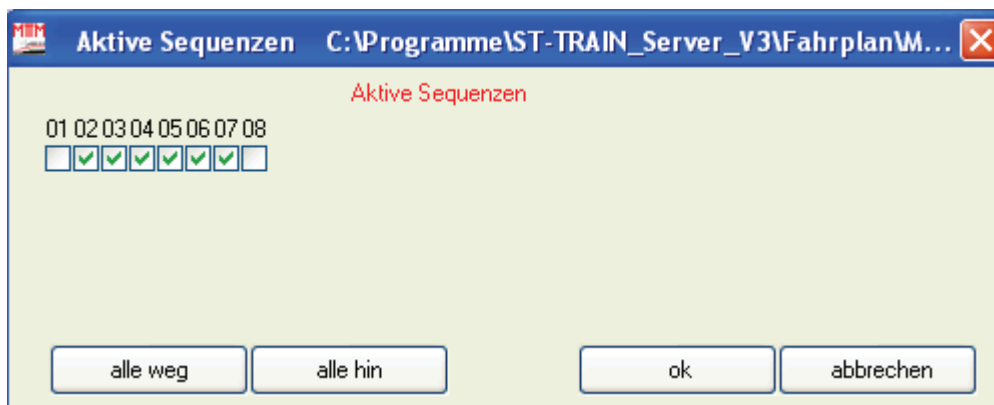 Aktive Sequenzen C:\Programme\ST-TRAIN_Server_V3\Fahrplan\M...
Aktive Sequenzen
01 02 03 04 05 06 07 08
alle weg alle hin ok abbrechen